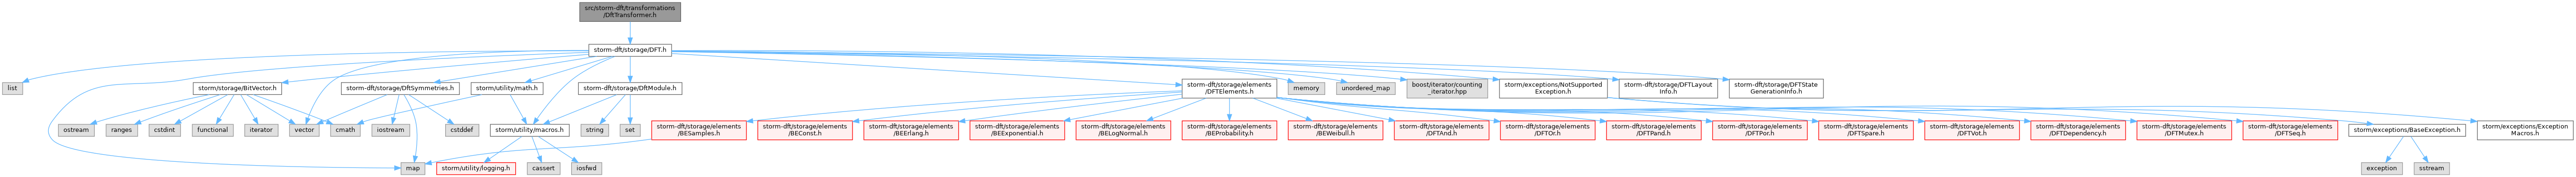 src/storm-dft/transformations
/DftTransformer.h
storm-dft/storage/DFT.h
list
storm/storage/BitVector.h
storm-dft/storage/DftSymmetries.h
storm/utility/math.h
storm-dft/storage/DftModule.h
storm-dft/storage/elements
/DFTElements.h
memory
unordered_map
boost/iterator/counting
_iterator.hpp
storm/exceptions/NotSupported
Exception.h
storm-dft/storage/DFTLayout
Info.h
storm-dft/storage/DFTState
GenerationInfo.h
ostream
ranges
cstdint
functional
iterator
vector
cmath
iostream
cstddef
storm/utility/macros.h
string
set
storm-dft/storage/elements
/BESamples.h
storm-dft/storage/elements
/BEConst.h
storm-dft/storage/elements
/BEErlang.h
storm-dft/storage/elements
/BEExponential.h
storm-dft/storage/elements
/BELogNormal.h
storm-dft/storage/elements
/BEProbability.h
storm-dft/storage/elements
/BEWeibull.h
storm-dft/storage/elements
/DFTAnd.h
storm-dft/storage/elements
/DFTOr.h
storm-dft/storage/elements
/DFTPand.h
storm-dft/storage/elements
/DFTPor.h
storm-dft/storage/elements
/DFTSpare.h
storm-dft/storage/elements
/DFTVot.h
storm-dft/storage/elements
/DFTDependency.h
storm-dft/storage/elements
/DFTMutex.h
storm-dft/storage/elements
/DFTSeq.h
storm/exceptions/BaseException.h
storm/exceptions/Exception
Macros.h
map
storm/utility/logging.h
cassert
iosfwd
exception
sstream